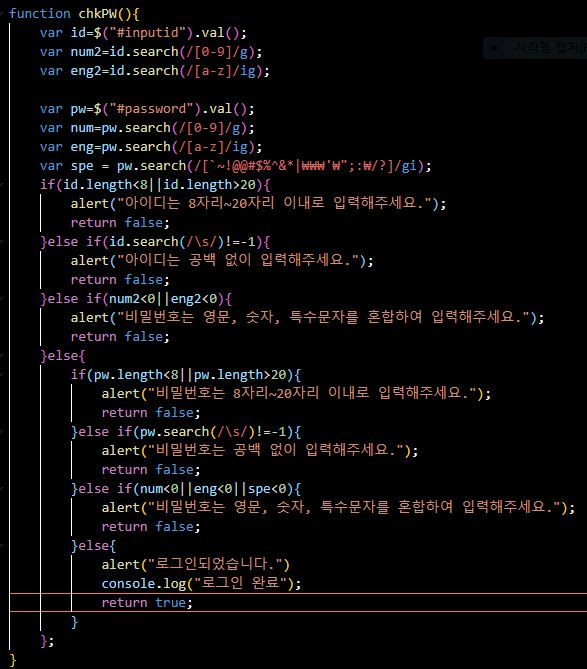 function chkPW(){
var id=$("#inputid").val();
var num2=id.search(/[0-9]/g);
var eng2=id.search(/[a-z]/ig);
var pw=$("#password").val();
var num=pw.search(/[0-9]/g);
var eng=pw.search(/[a-z]/ig);
var spe = pw.search(/[`~!@@#$%^&*|₩₩₩'₩";:₩/?]/gi);
if(id.length<8||id.length>20){
alert("아이디는 8자리~20자리 이내로 입력해주세요.");
return false;
}else if(id.search(/\s/)!=-1){
alert("아이디는 공백 없이 입력해주세요.");
return false;
}else if(num2<0||eng2<0){
alert("비밀번호는 영문, 숫자, 특수문자를 혼합하여 입력해주세요.");
return false;
}else{
if(pw.length<8||pw.length>20){
alert("비밀번호는 8자리~20자리 이내로 입력해주세요.");
return false;
}else if(pw.search(/\s/)!=-1){
alert("비밀번호는 공백 없이 입력해주세요.");
return false;
}else if(num<0||eng<0||spe<0){
alert("비밀번호는 영문, 숫자, 특수문자를 혼합하여 입력해주세요.");
return false;
}else{
alert("로그인되었습니다.")
console.log("로그인 완료");
return true;
}
};
}